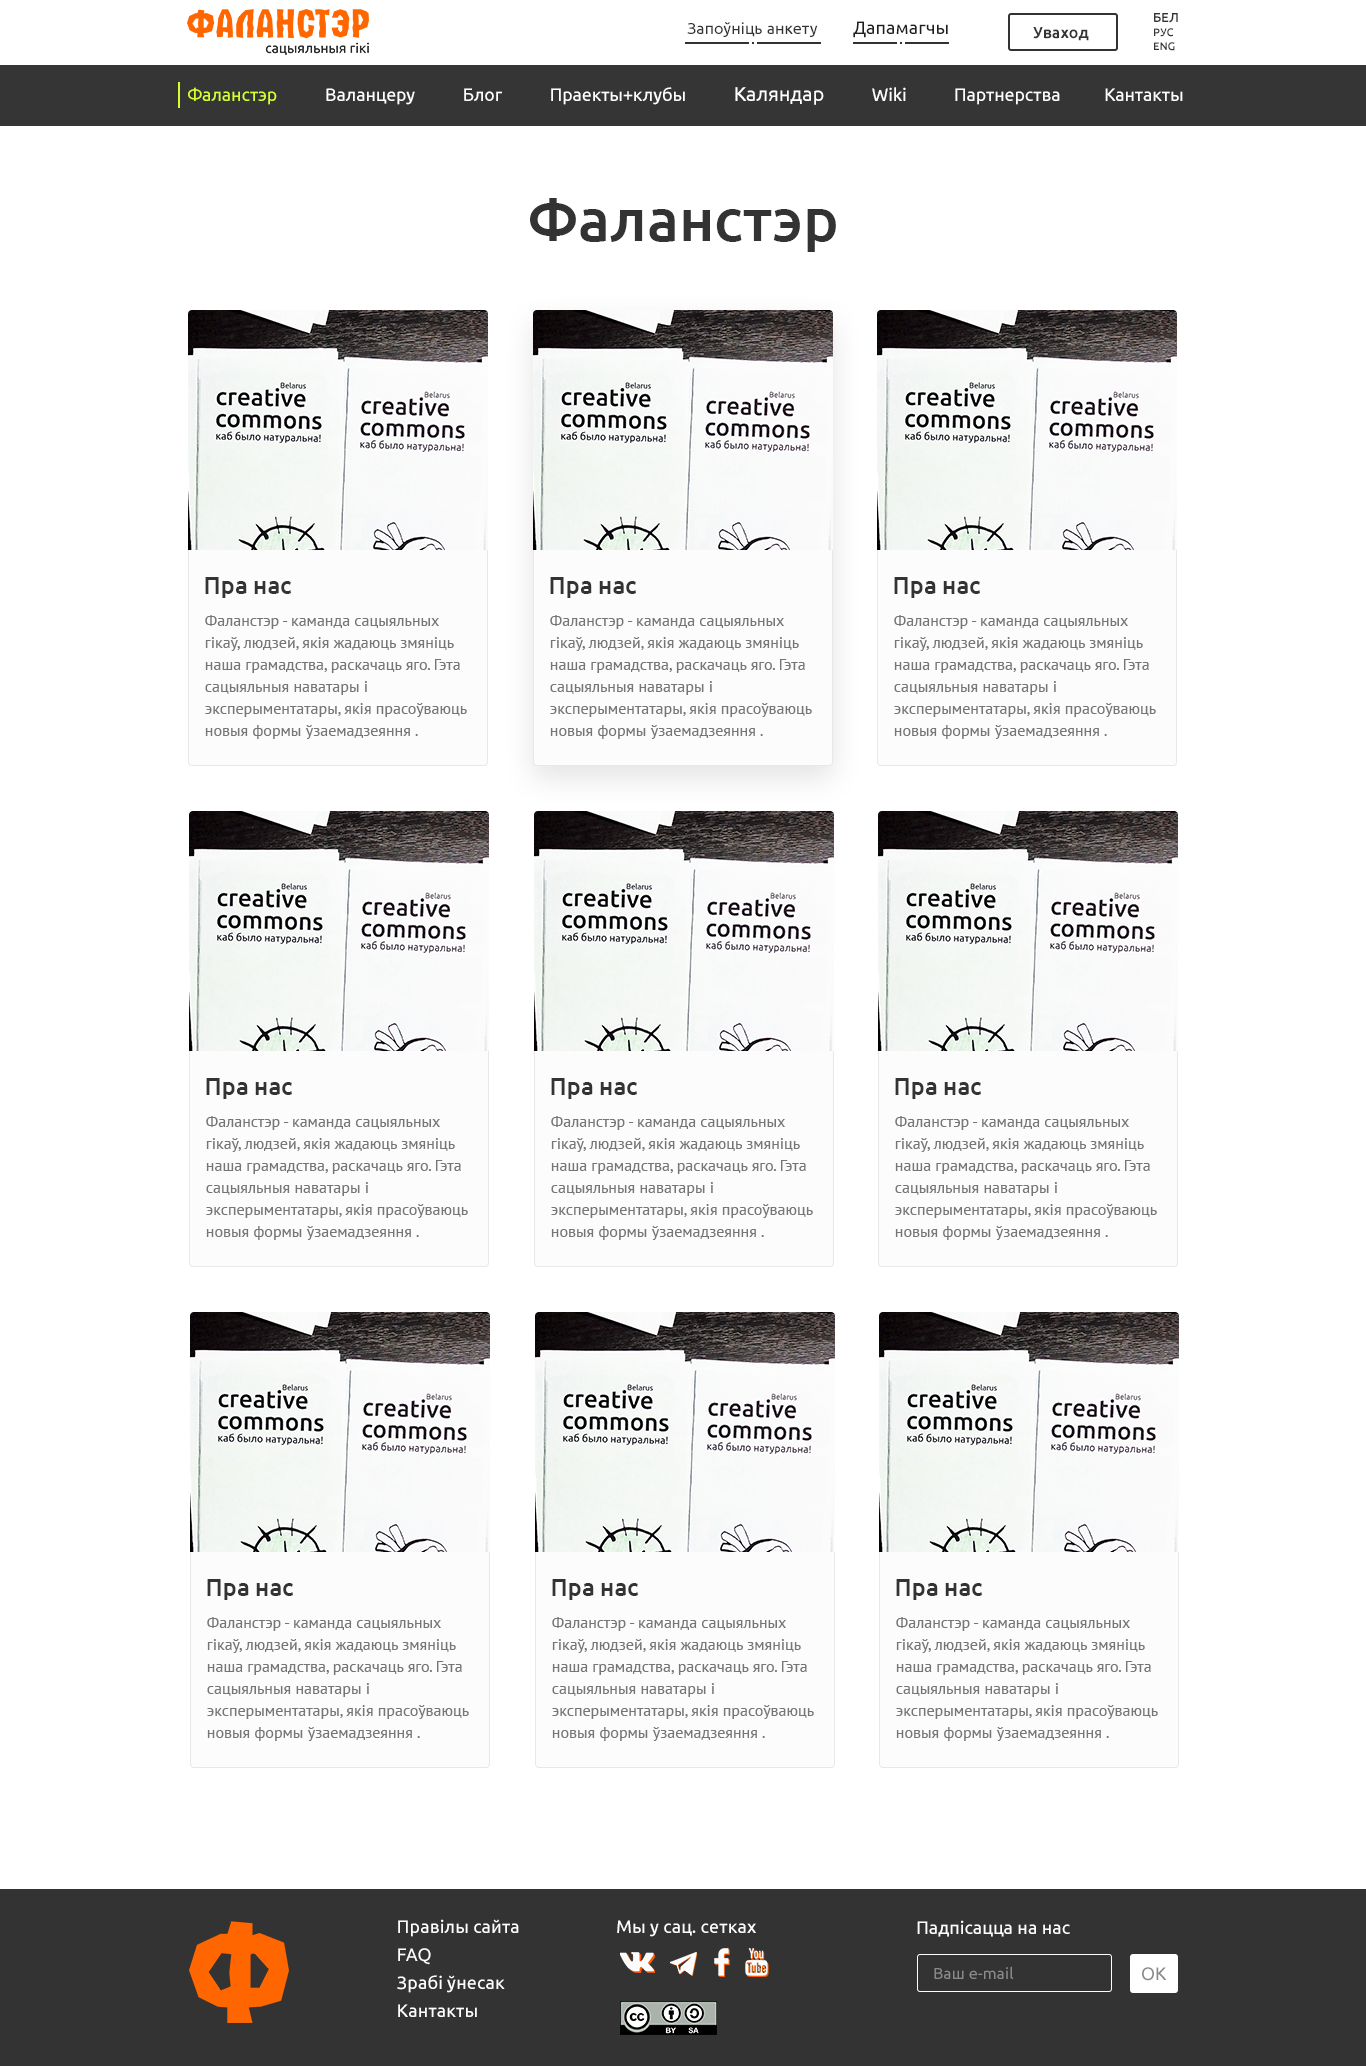 ФАЛАНСТЭР
сацыяльныя гікі
Запоўніць анкету
Дапамагчы
Уваход
БЕЛ
РУС
ENG
Фаланстэр Валанцеру Блог Праекты+клубы Каляндар Wiki Партнерства Кантакты
Фаланстэр
Belarus
creative
commons
каб было натуральна!
Belarus
creative
commons
каб было натуральна!
Пра нас
Фаланстэр - каманда сацыяльных
гікаў, людзей, якія жадаюць змяніць
наша грамадства, раскачаць яго. Гэта
сацыяльныя наватары і
эксперыментатары, якія прасоўваюць
новыя формы ўзаемадзеяння .
Belarus
creative
commons
каб было натуральна!
Belarus
creative
commons
каб было натуральна!
Пра нас
Фаланстэр - каманда сацыяльных
гікаў, людзей, якія жадаюць змяніць
наша грамадства, раскачаць яго. Гэта
сацыяльныя наватары і
эксперыментатары, якія прасоўваюць
новыя формы ўзаемадзеяння .
Belarus
creative
commons
каб было натуральна!
Belarus
creative
commons
каб было натуральна!
Пра нас
Фаланстэр - каманда сацыяльных
гікаў, людзей, якія жадаюць змяніць
наша грамадства, раскачаць яго. Гэта
сацыяльныя наватары і
эксперыментатары, якія прасоўваюць
новыя формы ўзаемадзеяння .
Belarus
creative
commons
каб было натуральна!
Belarus
creative
commons
каб было натуральна!
Пра нас
Фаланстэр - каманда сацыяльных
гікаў, людзей, якія жадаюць змяніць
наша грамадства, раскачаць яго. Гэта
сацыяльныя наватары і
эксперыментатары, якія прасоўваюць
новыя формы ўзаемадзеяння .
Belarus
creative
commons
каб было натуральна!
Belarus
creative
commons
каб было натуральна!
Пра нас
Фаланстэр - каманда сацыяльных
гікаў, людзей, якія жадаюць змяніць
наша грамадства, раскачаць яго. Гэта
сацыяльныя наватары і
эксперыментатары, якія прасоўваюць
новыя формы ўзаемадзеяння .
Belarus
creative
commons
каб было натуральна!
Belarus
creative
commons
каб было натуральна!
Пра нас
Фаланстэр - каманда сацыяльных
гікаў, людзей, якія жадаюць змяніць
наша грамадства, раскачаць яго. Гэта
сацыяльныя наватары і
эксперыментатары, якія прасоўваюць
новыя формы ўзаемадзеяння .
Belarus
creative
commons
каб было натуральна!
Belarus
creative
commons
каб было натуральна!
Пра нас
Фаланстэр - каманда сацыяльных
гікаў, людзей, якія жадаюць змяніць
наша грамадства, раскачаць яго. Гэта
сацыяльныя наватары і
эксперыментатары, якія прасоўваюць
новыя формы ўзаемадзеяння .
Belarus
creative
commons
каб было натуральна!
Belarus
creative
commons
каб было натуральна!
Пра нас
Фаланстэр - каманда сацыяльных
гікаў, людзей, якія жадаюць змяніць
наша грамадства, раскачаць яго. Гэта
сацыяльныя наватары і
эксперыментатары, якія прасоўваюць
новыя формы ўзаемадзеяння .
Belarus
creative
commons
каб было натуральна!
Belarus
creative
commons
каб было натуральна!
Пра нас
Фаланстэр - каманда сацыяльных
гікаў, людзей, якія жадаюць змяніць
наша грамадства, раскачаць яго. Гэта
сацыяльныя наватары і
эксперыментатары, якія прасоўваюць
новыя формы ўзаемадзеяння .
Ф
Правілы сайта
FAQ
Зрабі ўнесак
Кантакты
Мы у сац. сетках
You
Tube
cc
BY SA
Падпісацца на нас
Ваш e-mail
OK